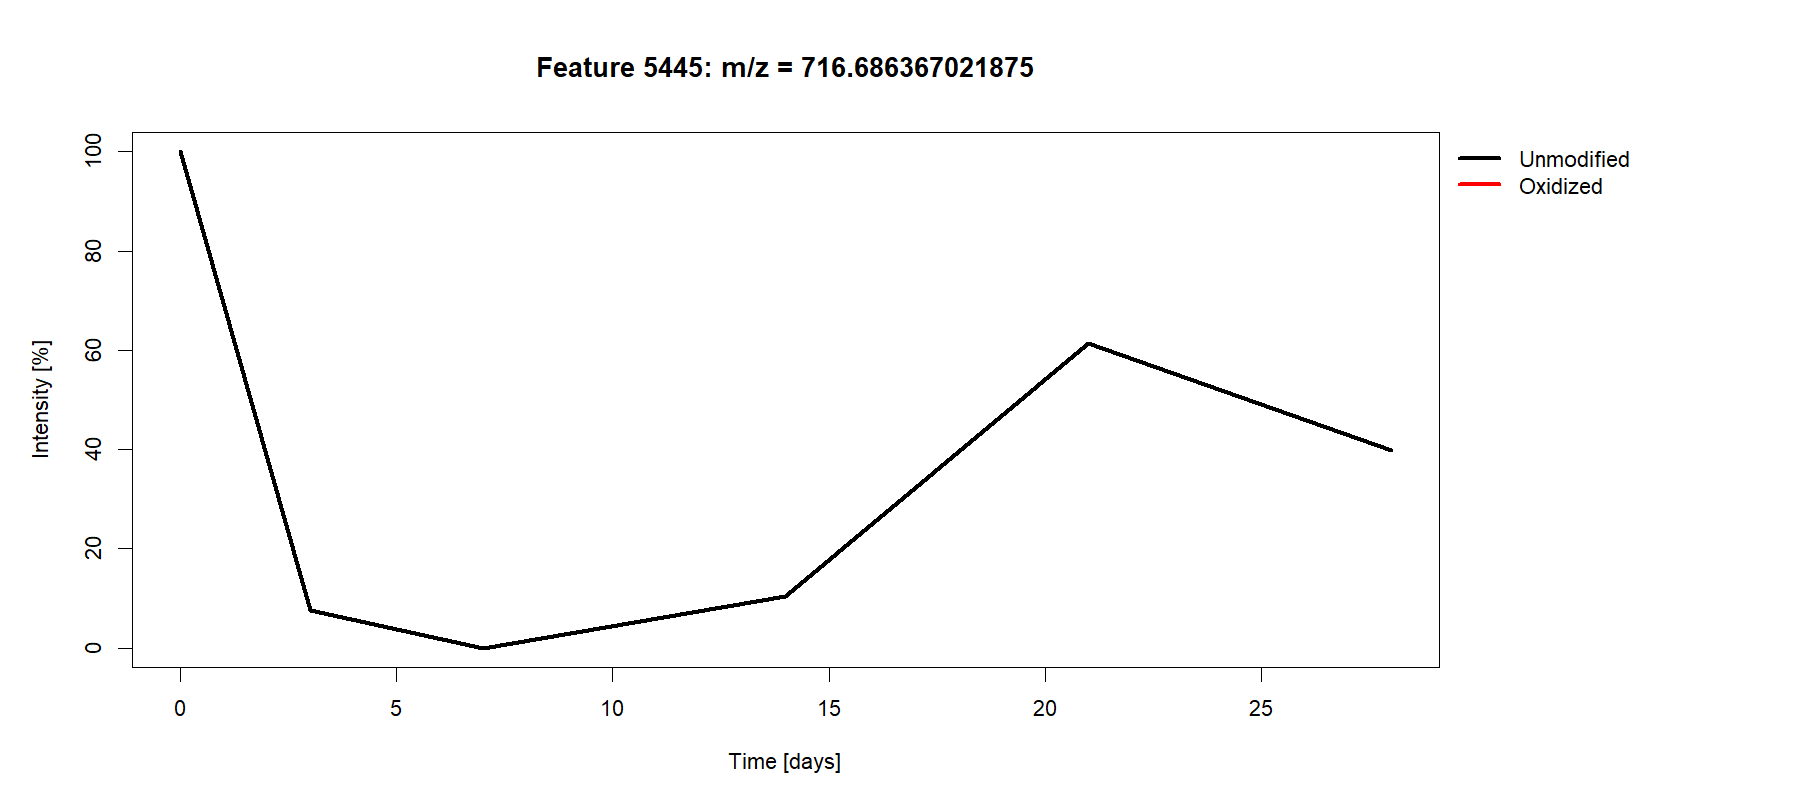 Feature 5445: m/z = 716.686367021875
Unmodified
Oxidized
Intensity [%]
100
80
60
40
20
0
0 5 10 15 20 25
Time [days]